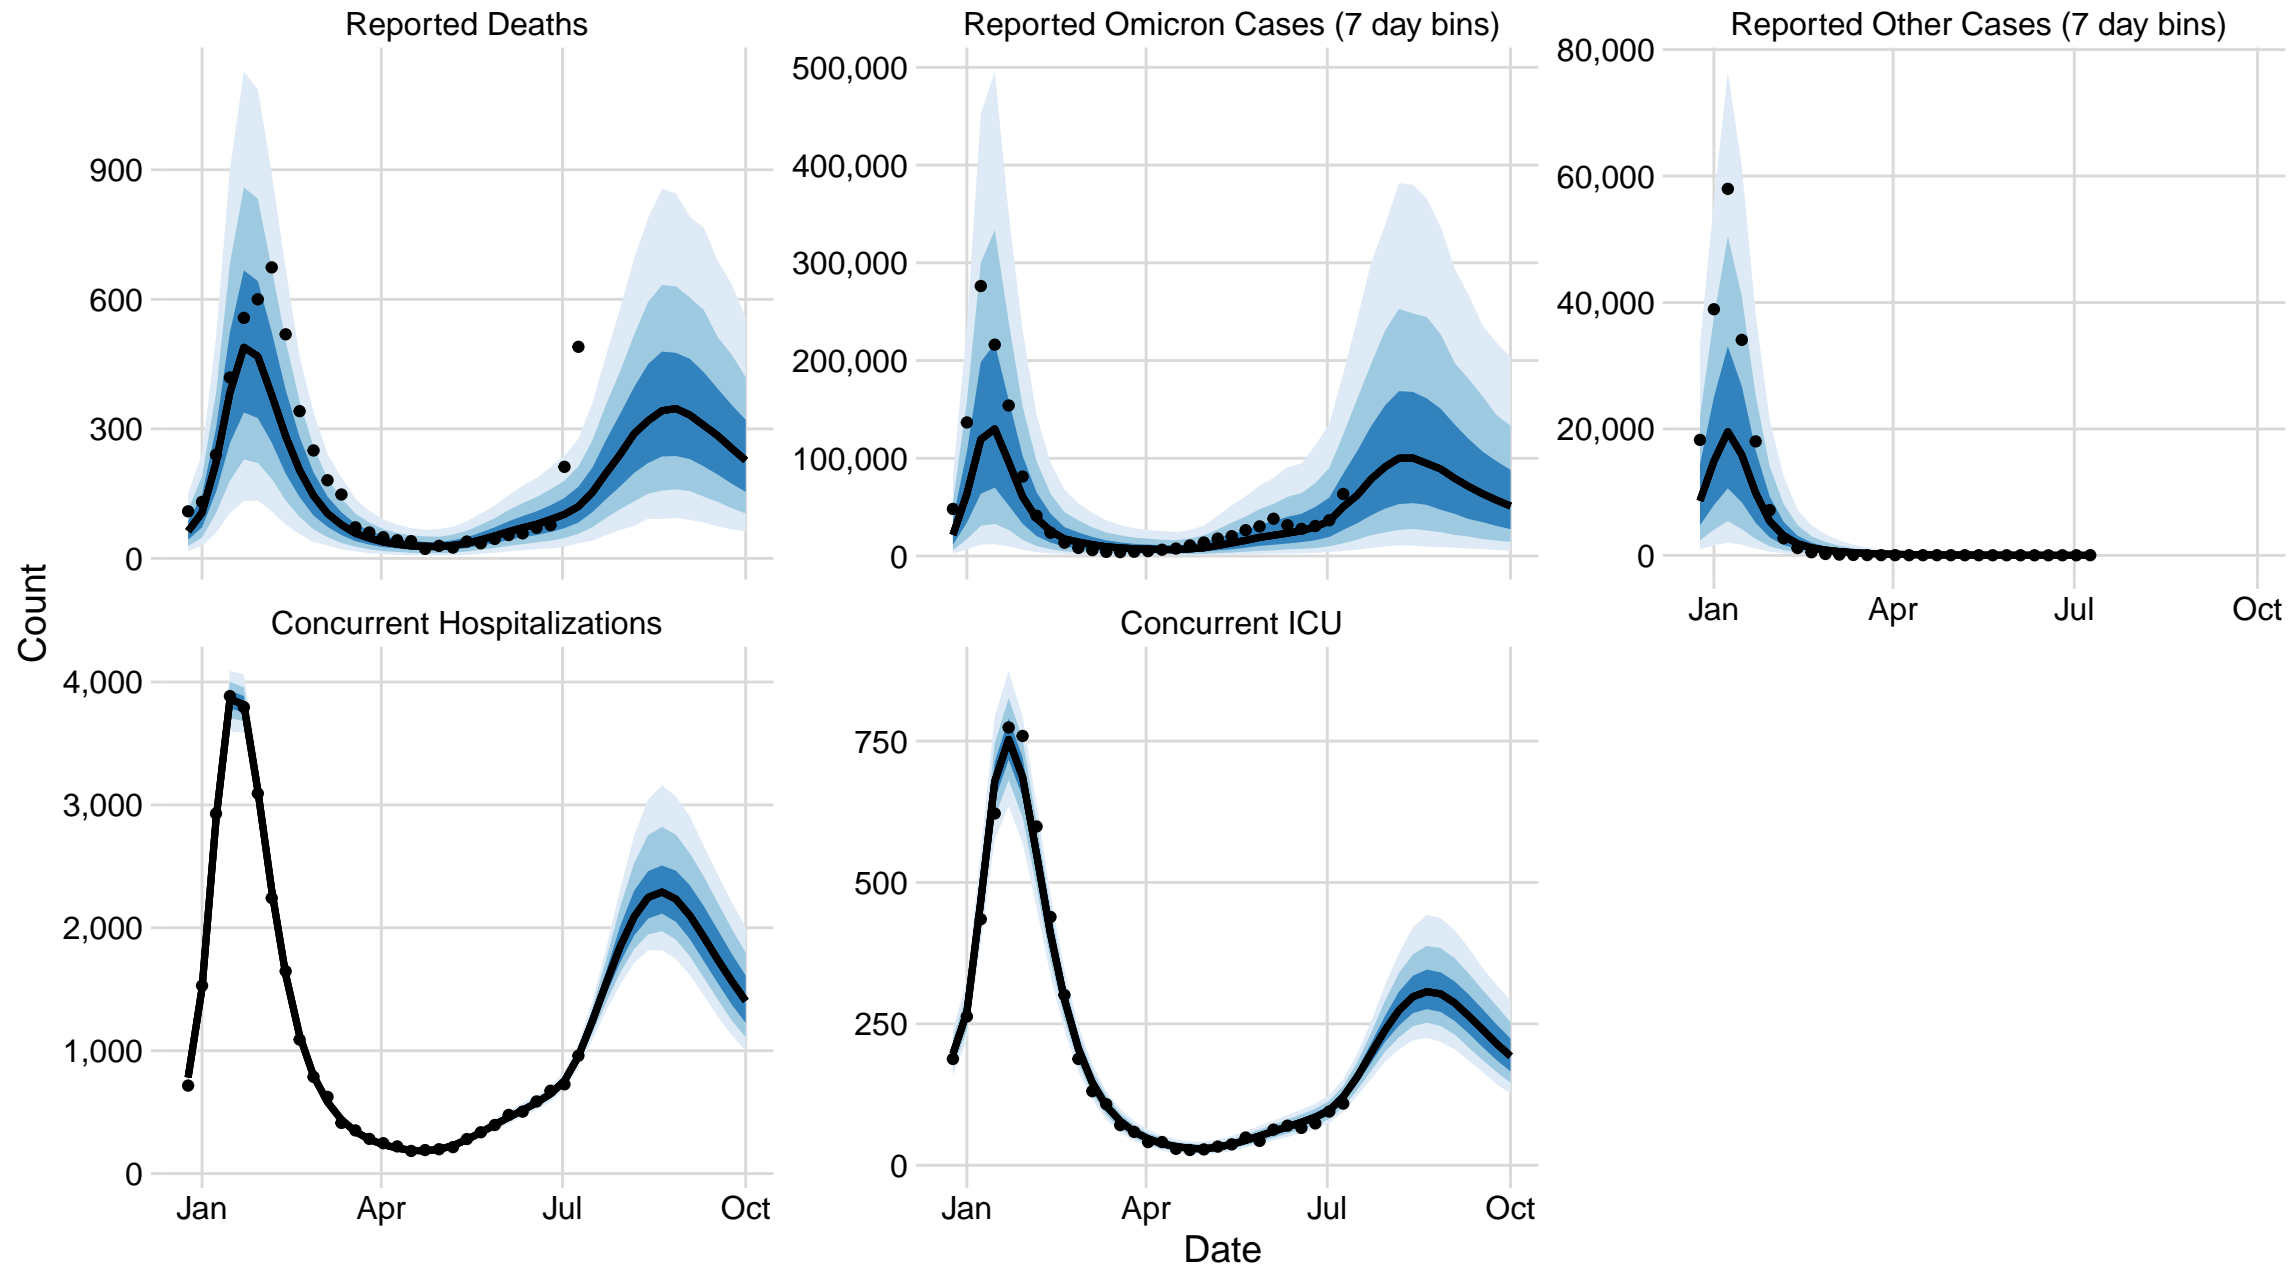 Reported Deaths
Reported Omicron Cases (7 day bins)
Reported Other Cases (7 day bins)
900
600
300
0
500,000
400,000
300,000
200,000
100,000
0
80,000
60,000
40,000
20,000
0
Jan Apr Jul Oct
Count
Concurrent Hospitalizations
Concurrent ICU
4,000
3,000
2,000
1,000
0
Jan Apr Jul Oct
750
500
250
0
Jan Apr Jul Oct
Date